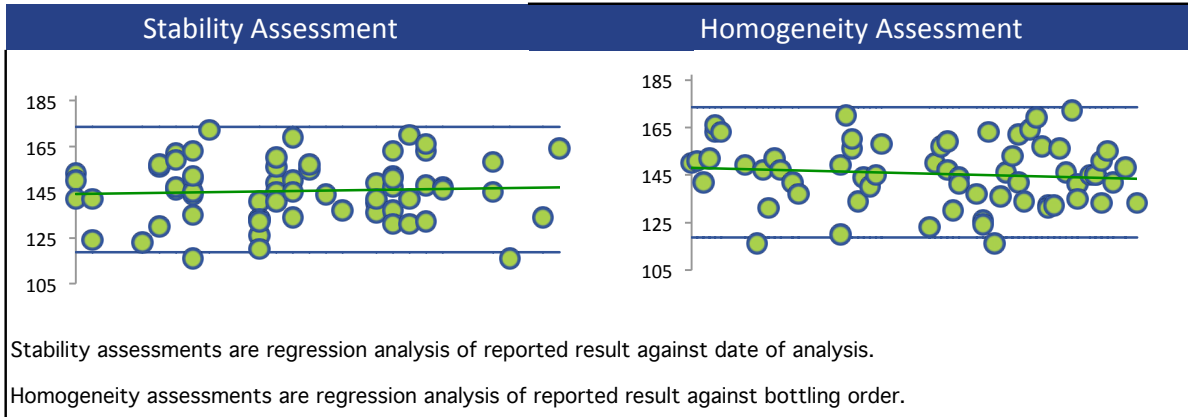 Stability Assessment
Homogeneity Assessment
185
165
145
125
105
185
165
145
125
105
Stability assessments are regression analysis of reported result against date of analysis.
Homogeneity assessments are regression analysis of reported result against bottling order.